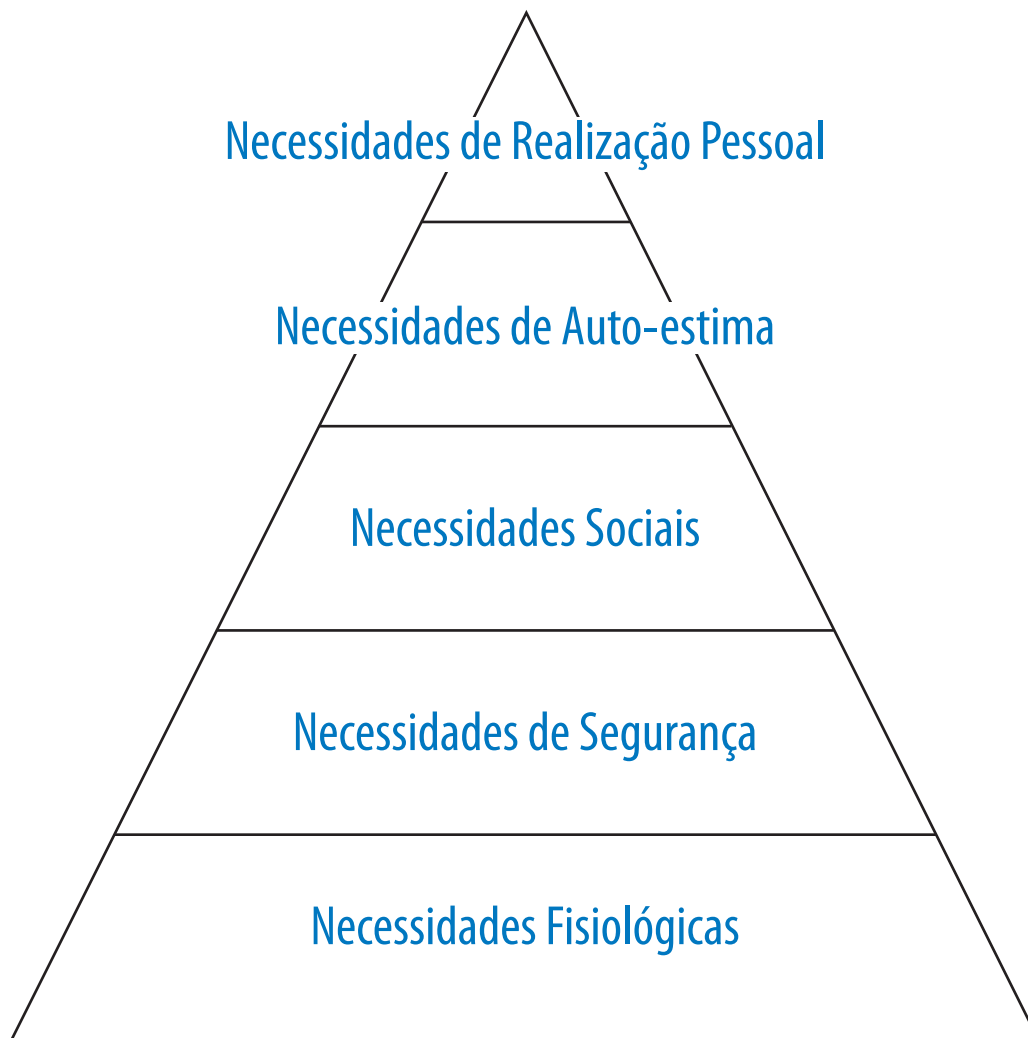 Necessidades de Realização Pessoal
Necessidades de Auto-estima
Necessidades Sociais
Necessidades de Segurança
Necessidades Fisiológicas